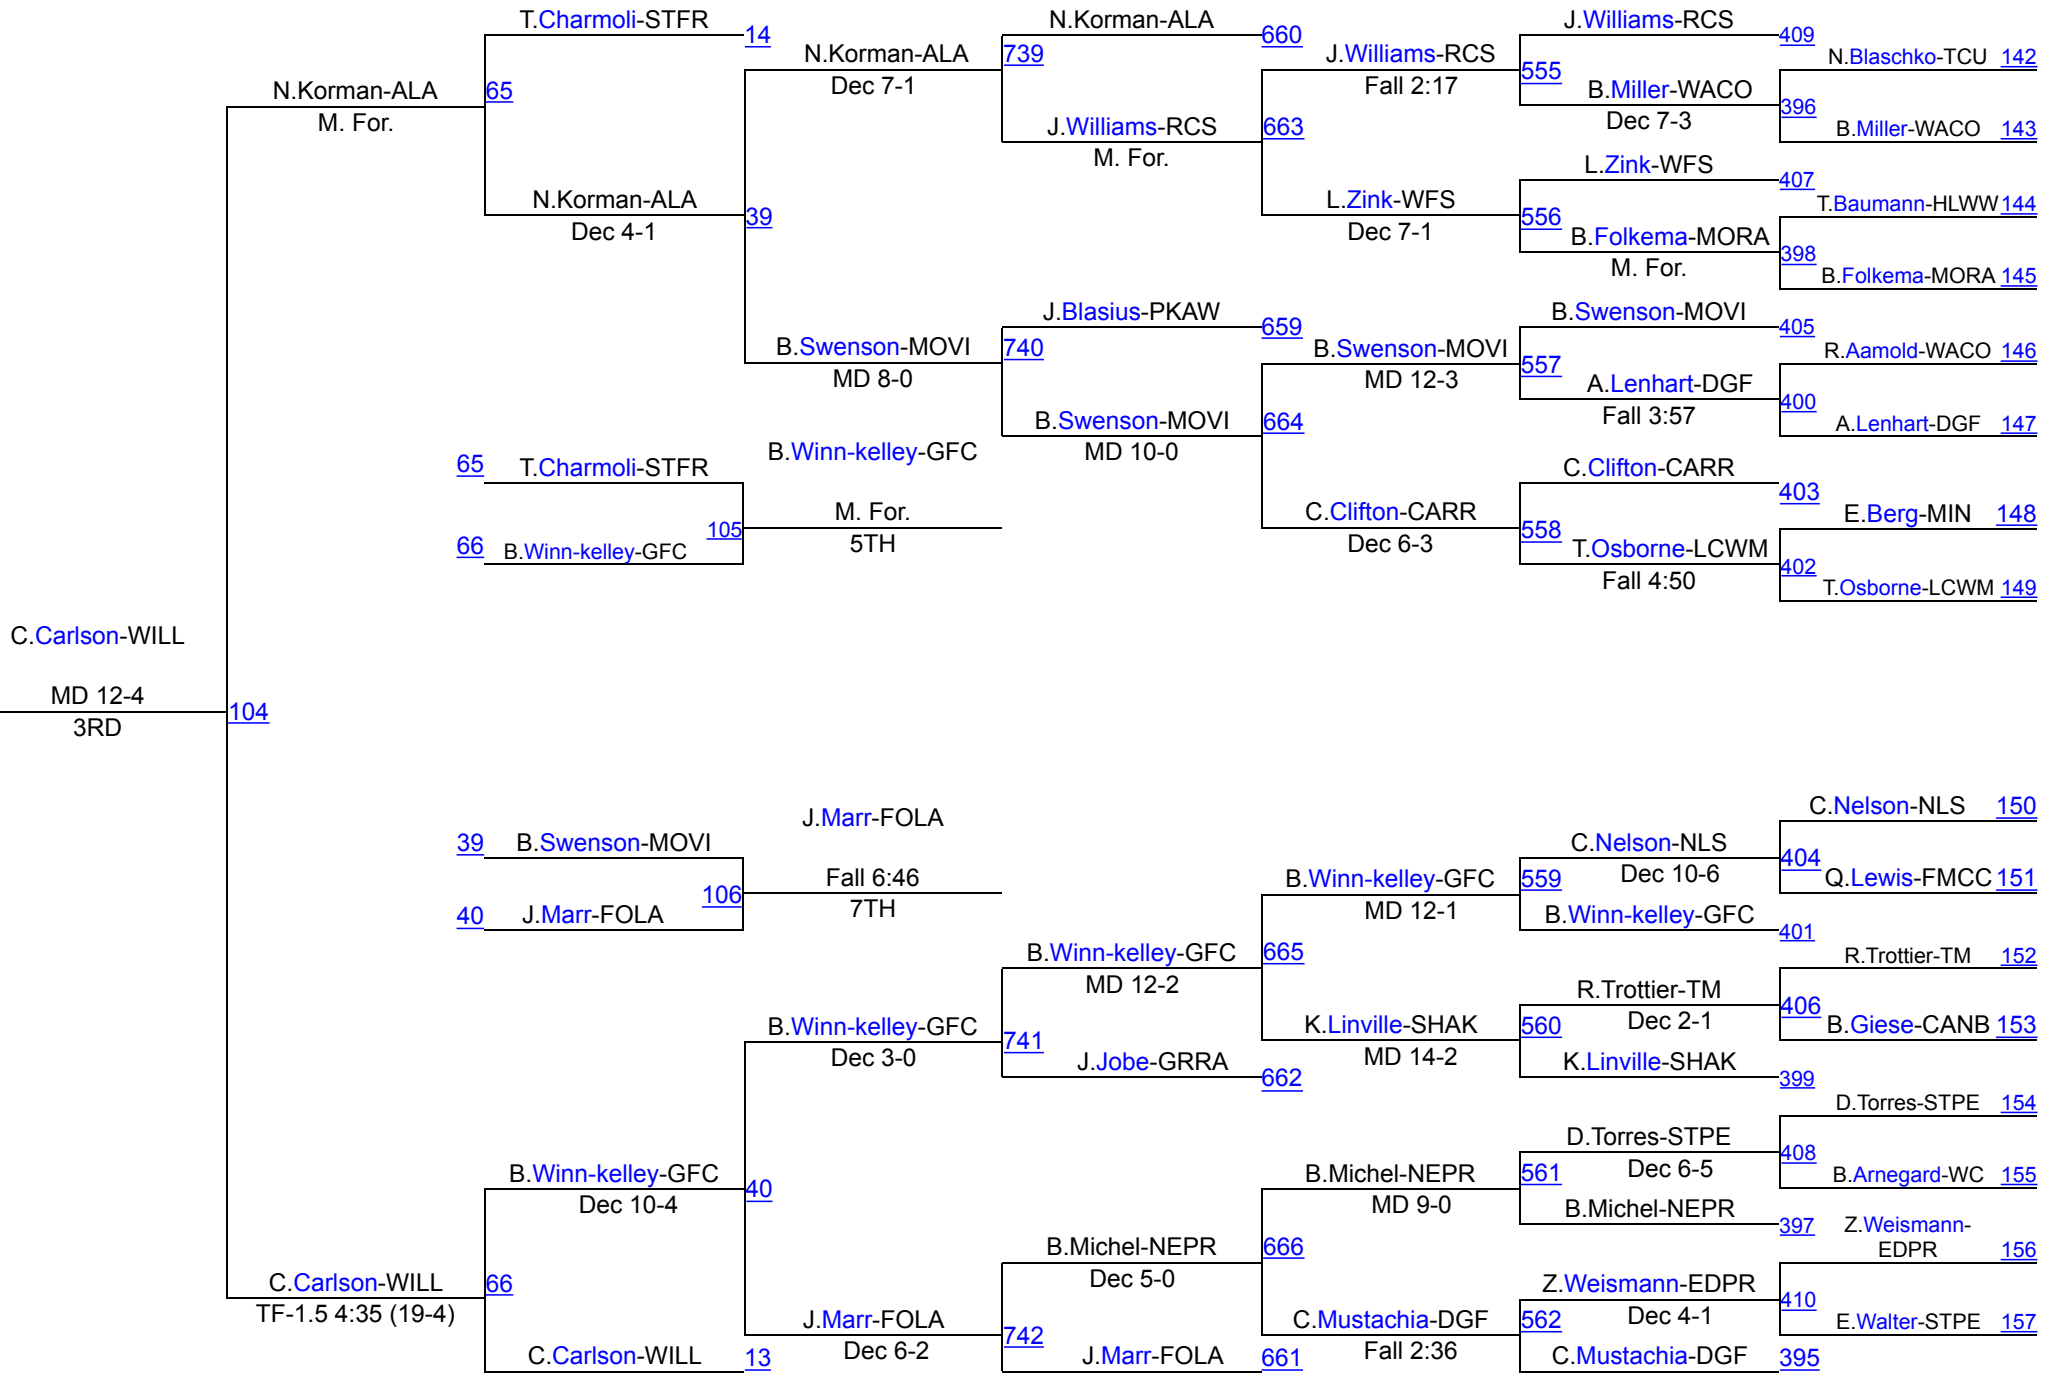 T.Charmoli-STFR
14
N.Korman-ALA
660
J.Williams-RCS
409
N.Korman-ALA
739
J.Williams-RCS
N.Blaschko-TCU 142
N.Korman-ALA
65
Dec 7-1
Fall 2:17
555
B.Miller-WACO
396
M. For.
J.Williams-RCS
663
Dec 7-3
B.Miller-WACO 143
M. For.
L.Zink-WFS
407
N.Korman-ALA
39
L.Zink-WFS
556
T.Baumann-HLWW 144
Dec 4-1
Dec 7-1
B.Folkema-MORA
398
M. For.
B.Folkema-MORA 145
J.Blasius-PKAW
659
B.Swenson-MOVI
405
B.Swenson-MOVI
740
B.Swenson-MOVI
557
R.Aamold-WACO 146
MD 8-0
MD 12-3
A.Lenhart-DGF
400
B.Swenson-MOVI
664
Fall 3:57
A.Lenhart-DGF 147
B.Winn-kelley-GFC
MD 10-0
65 T.Charmoli-STFR
C.Clifton-CARR
403
M. For.
C.Clifton-CARR
558
E.Berg-MIN 148
66 B.Winn-kelley-GFC
105
5TH
Dec 6-3
T.Osborne-LCWM
402
Fall 4:50
T.Osborne-LCWM 149
C.Carlson-WILL
MD 12-4
104
3RD
J.Marr-FOLA
C.Nelson-NLS 150
39 B.Swenson-MOVI
C.Nelson-NLS
404
Fall 6:46
B.Winn-kelley-GFC
559
Dec 10-6
Q.Lewis-FMCC 151
40 J.Marr-FOLA
106
7TH
MD 12-1
B.Winn-kelley-GFC
401
B.Winn-kelley-GFC
665
R.Trottier-TM 152
MD 12-2
R.Trottier-TM
406
B.Winn-kelley-GFC
741
K.Linville-SHAK
560
Dec 2-1
B.Giese-CANB 153
Dec 3-0
J.Jobe-GRRA
662
MD 14-2
K.Linville-SHAK
399
D.Torres-STPE 154
D.Torres-STPE
408
B.Winn-kelley-GFC
40
B.Michel-NEPR
561
Dec 6-5
B.Arnegard-WC 155
Dec 10-4
MD 9-0
B.Michel-NEPR
397
Z.Weismann-
B.Michel-NEPR
666
EDPR 156
C.Carlson-WILL
66
Dec 5-0
Z.Weismann-EDPR
410
TF-1.5 4:35 (19-4)
J.Marr-FOLA
742
C.Mustachia-DGF
562
Dec 4-1
E.Walter-STPE 157
C.Carlson-WILL
13
Dec 6-2
J.Marr-FOLA
661
Fall 2:36
C.Mustachia-DGF
395